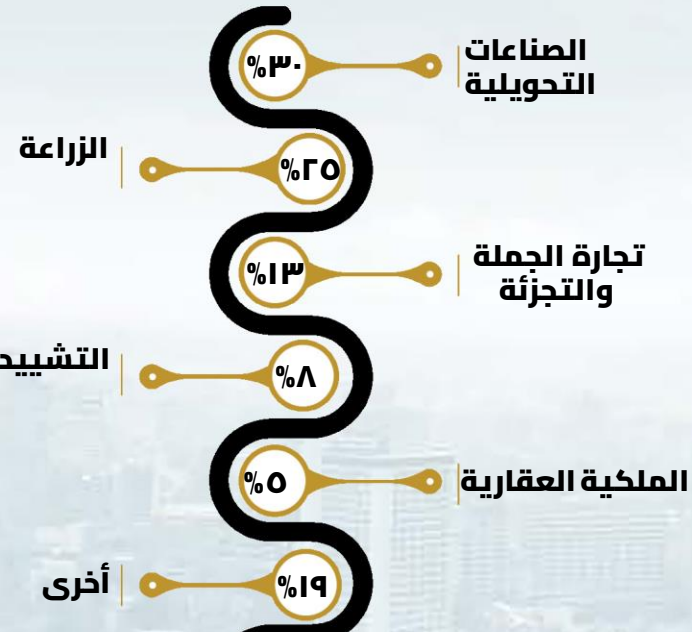 %٣٠
الصناعات
التحويلية
الزراعة
%٢٥
%١٣
تجارة الجملة
والتجزئة
التشييد
%٨
%٥
الملكية العقارية
أخرى
%١٩